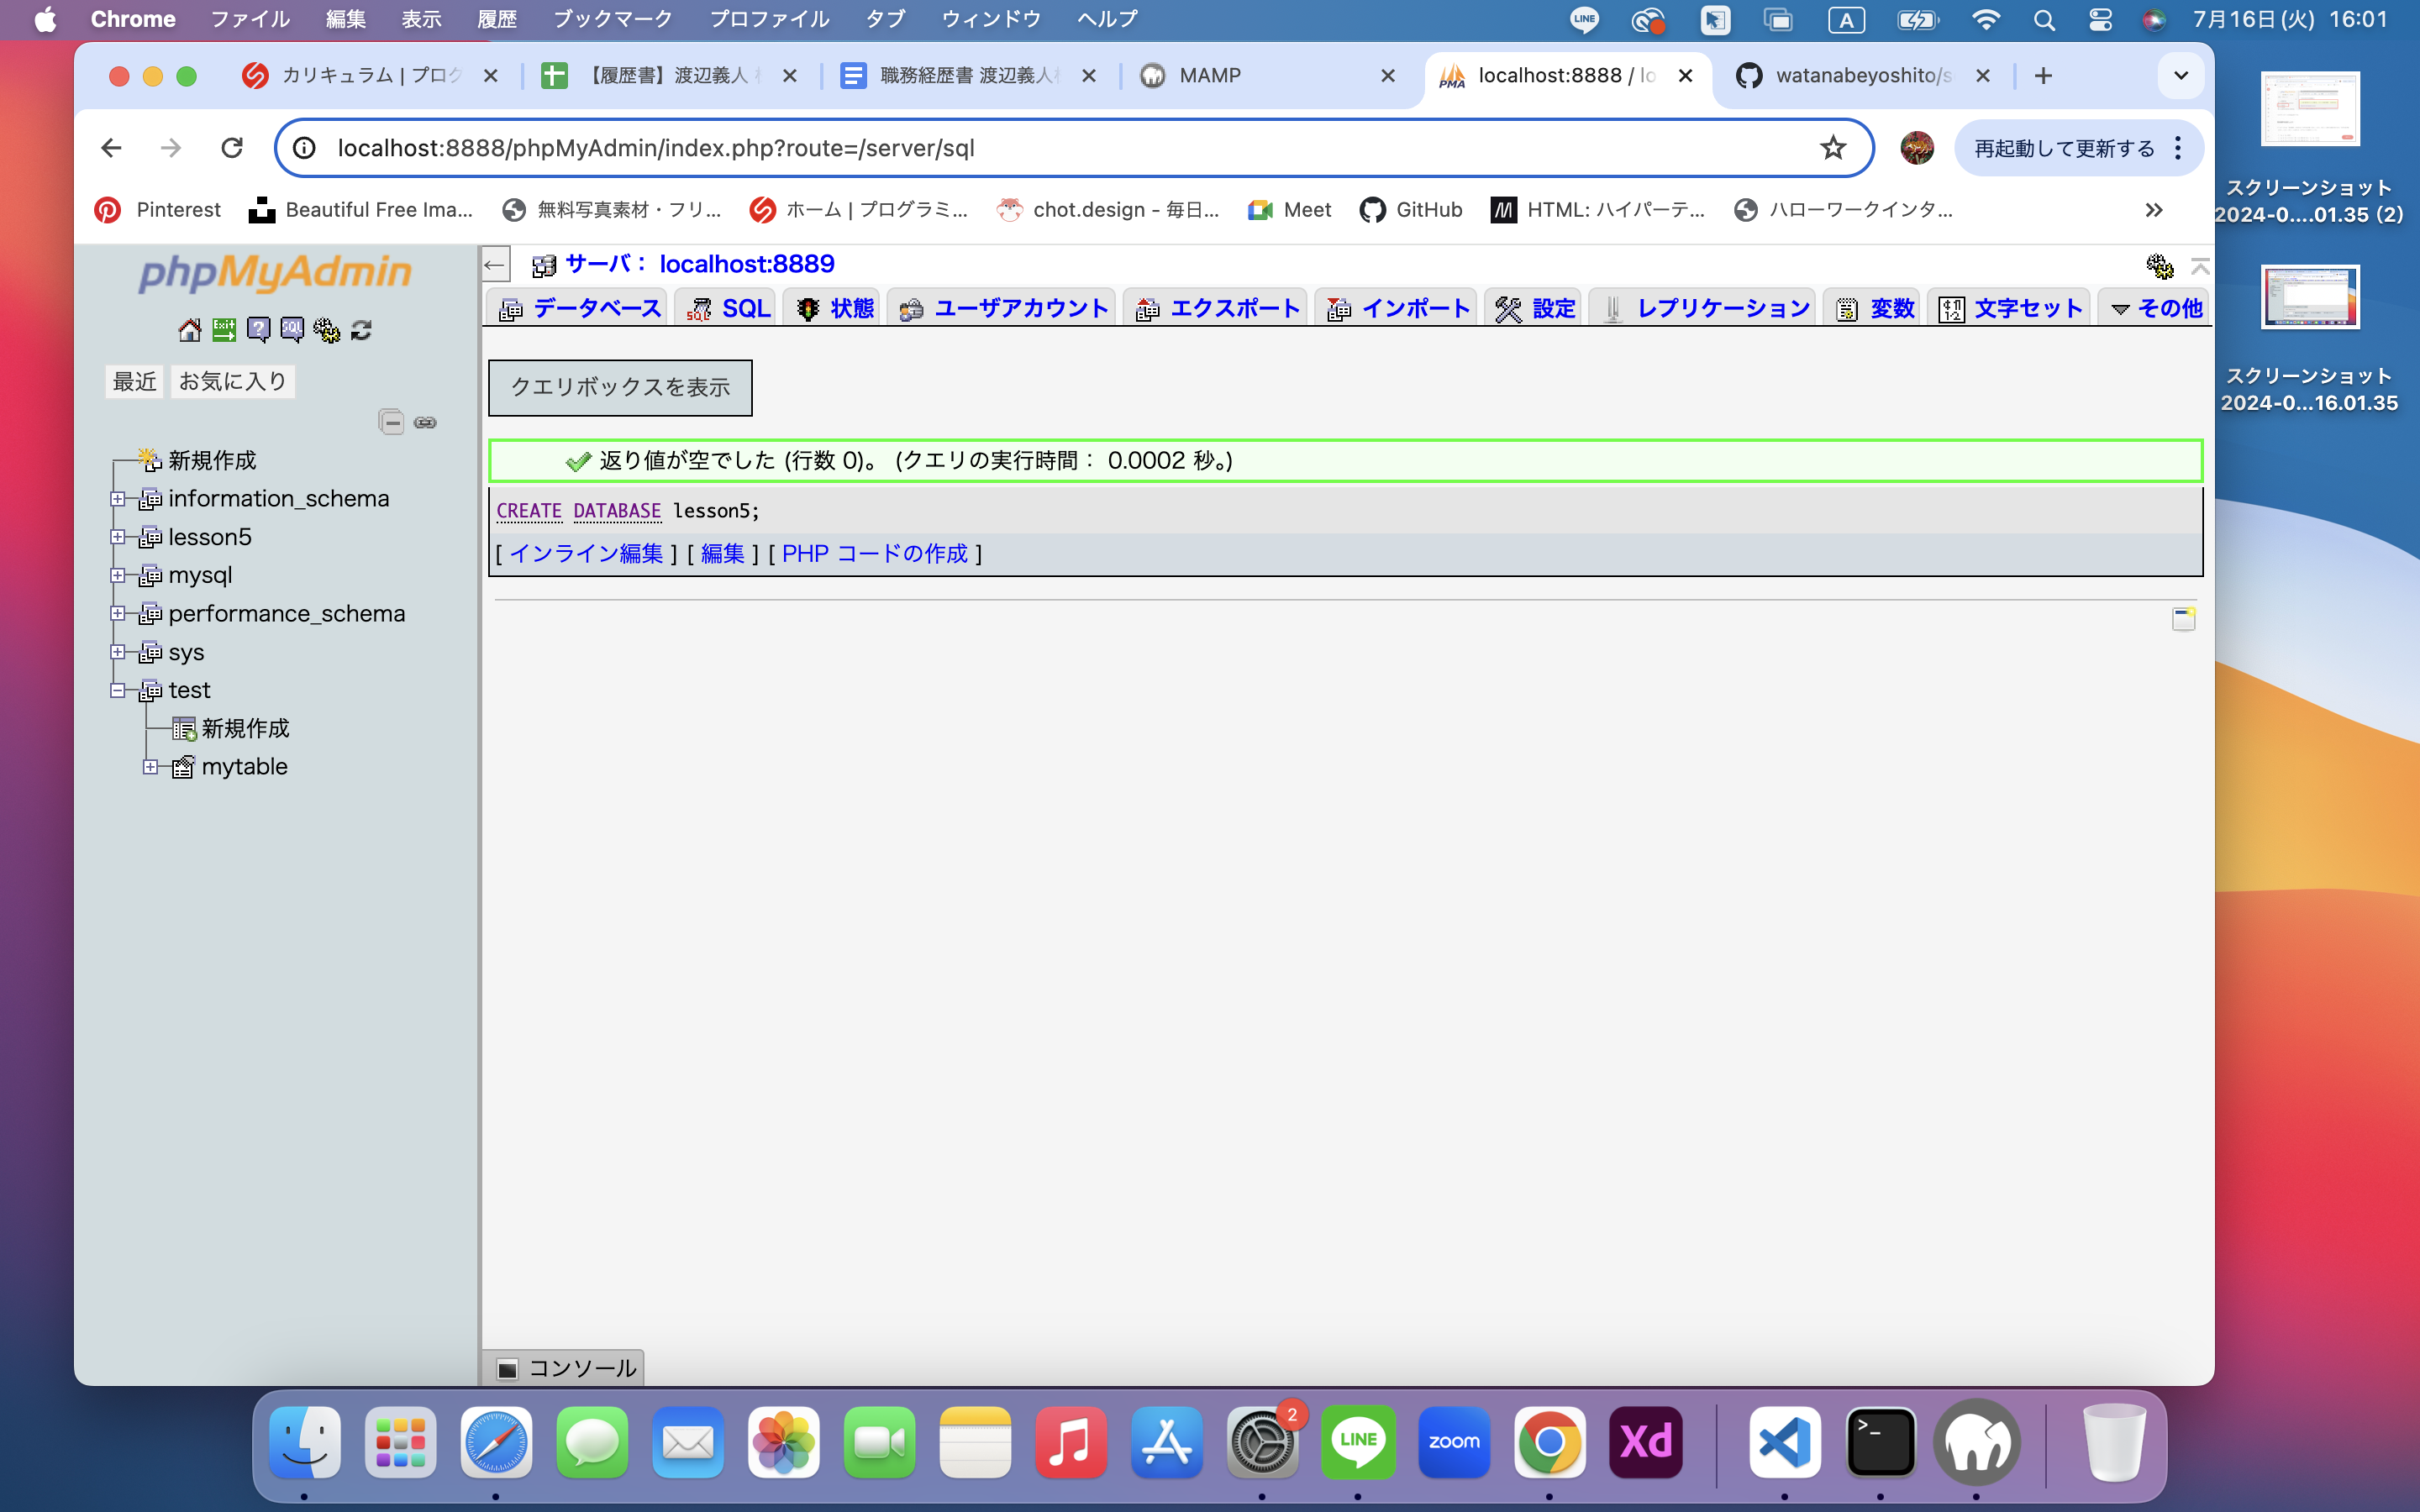 Chrome ファイル 編集 表示 履歴 ブックマーク プロファイル タブ ウィンドウ ヘルプ LINE A 7月16日(火) 16:01
カリキュラム | プログ 【履歴書】渡辺義人 職務経歴書 渡辺義人 MAMP PMA localhost:8888 / lo watanabeyoshito/s
localhost:8888/phpMyAdmin/index.php?route=/server/sql 再起動して更新する
Pinterest Beautiful Free Ima... 無料写真素材・フリ... ホーム | プログラミ... chot.design - 毎日... Meet GitHub HTML: ハイパーテ... ハローワークインタ...
スクリーンショット
2024-0....01.35 (2)
スクリーンショット
2024-0...16.01.35
phpMyAdmin
最近 お気に入り
新規作成
information_schema
lesson5
mysql
performance_schema
sys
test
新規作成
mytable
サーバ: localhost:8889
データベース SQL 状態 ユーザアカウント エクスポート インポート 設定 レプリケーション 変数 文字セット その他
クエリボックスを表示
返り値が空でした (行数 0)。 (クエリの実行時間: 0.0002 秒。)
CREATE DATABASE lesson5;
[ インライン編集 ] [ 編集 ] [ PHP コードの作成 ]
コンソール
2
LINE zoom Xd